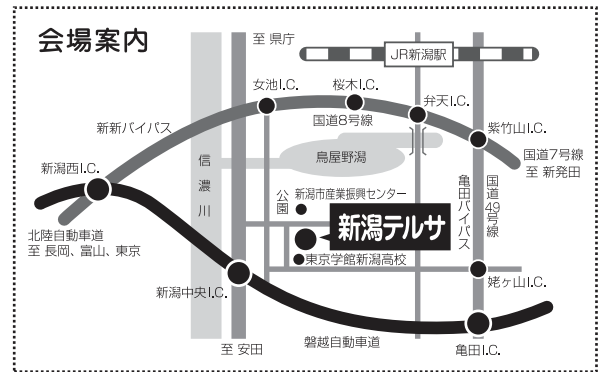 会場案内
至 県庁
JR新潟駅
女池I.C.
桜木I.C.
弁天I.C.
国道8号線
新新バイパス
紫竹山I.C.
国道7号線
至 新発田
新潟西I.C.
信濃川
鳥屋野潟
公園
新潟市産業振興センター
新潟テルサ
東京学館新潟高校
亀田バイパス
国道49号線
北陸自動車道
至 長岡、富山、東京
姥ヶ山I.C.
新潟中央I.C.
至 安田
磐越自動車道
亀田I.C.